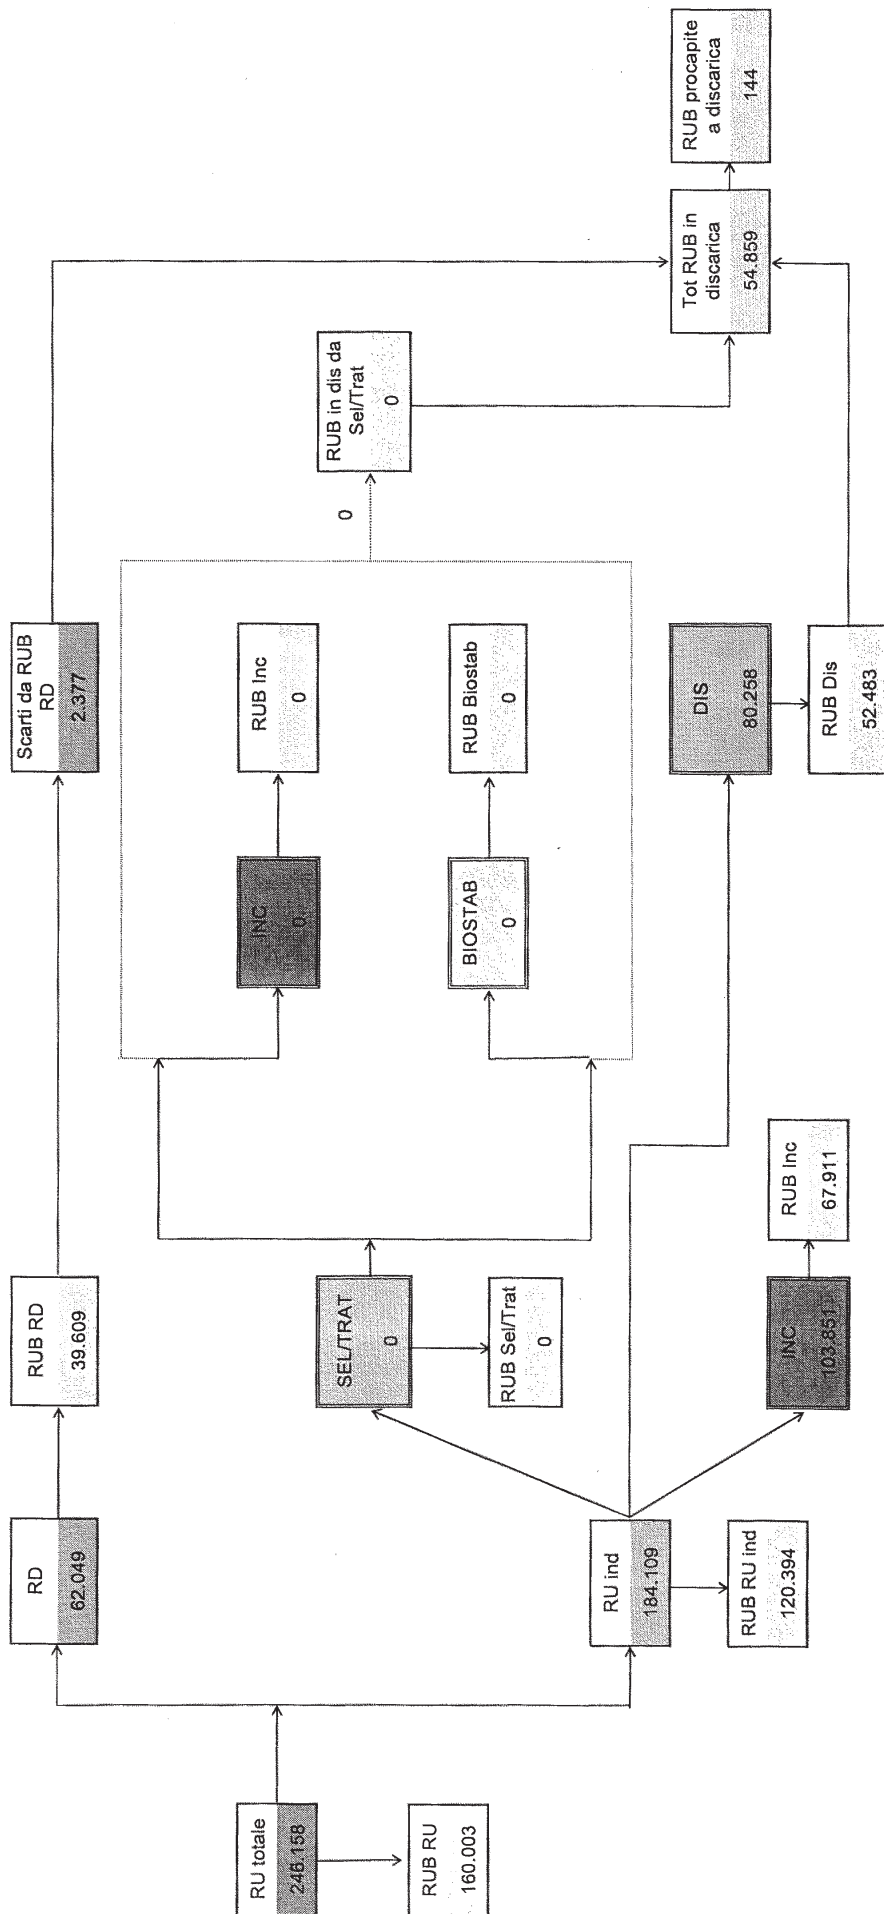 RU totale
246.158
RUB RU
160.003
RD
62.049
RU ind
184.109
RUB RU ind
120.394
RUB RD
39.609
SEL/TRAT
0
RUB Sel/Trat
0
INC
103.851
RUB Inc
67.911
INC
0
BIOSTAB
0
RUB Inc
0
RUB Biostab
0
Scarti da RUB
RD
2.377
DIS
80.258
RUB Dis
52.483
0
RUB in dis da
Sel/Trat
0
Tot RUB in
discarica
54.859
RUB procapite
a discarica
144